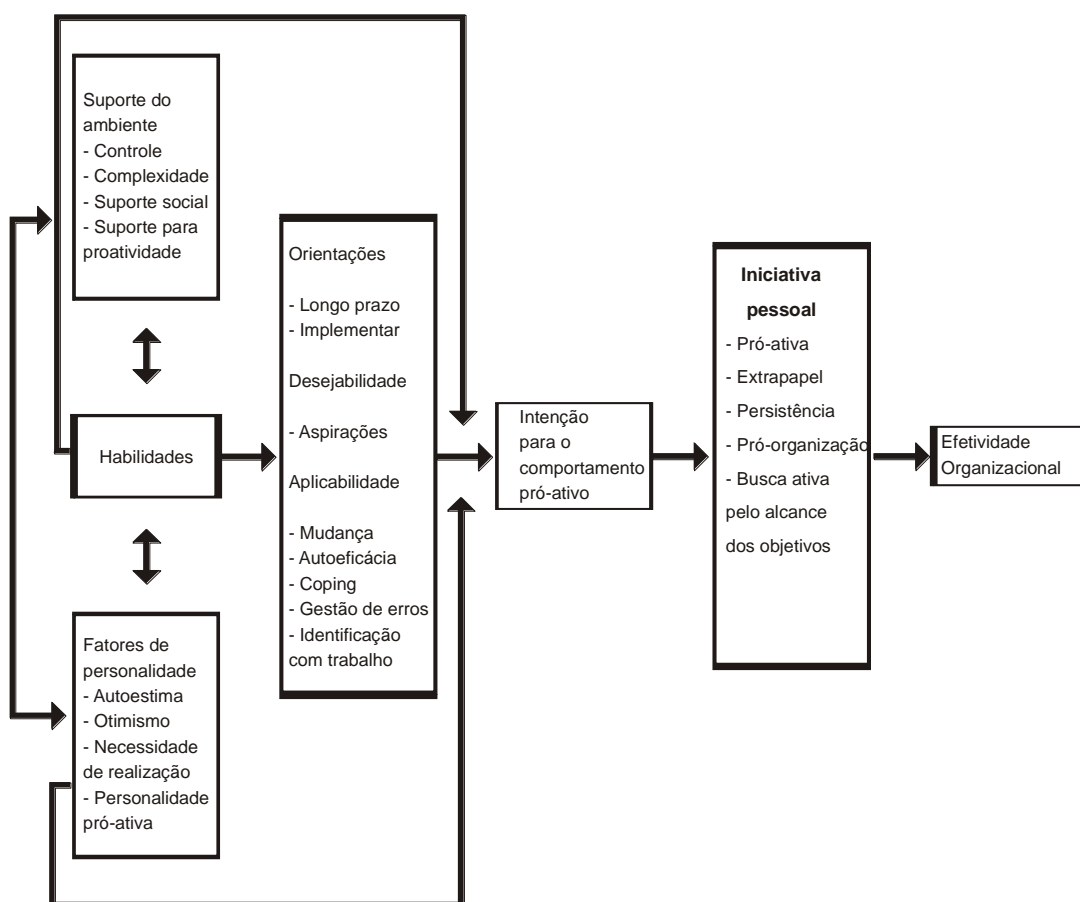 Suporte do
ambiente
- Controle
- Complexidade
- Suporte social
- Suporte para
proatividade
Habilidades
Fatores de
personalidade
- Autoestima
- Otimismo
- Necessidade
de realização
- Personalidade
pró-ativa
Orientações
- Longo prazo
- Implementar
Desejabilidade
- Aspirações
Aplicabilidade
- Mudança
- Autoeficácia
- Coping
- Gestão de erros
- Identificação
com trabalho
Intenção
para o
comportamento
pró-ativo
Iniciativa
pessoal
- Pró-ativa
- Extrapapel
- Persistência
- Pró-organização
- Busca ativa
pelo alcance
dos objetivos
Efetividade
Organizacional